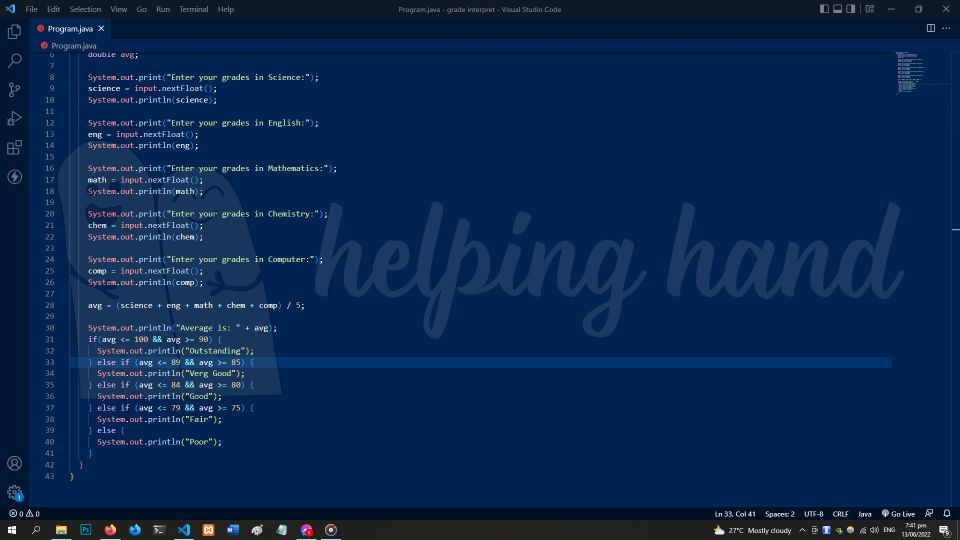 File Edit Selection View Go Run Terminal Help Program.java - grade interpret - Visual Studio Code
Program.java
Program.java
6 double avg;
7
8 System.out.print("Enter your grades in Science:");
9 science = input.nextFloat();
10 System.out.println(science);
11
12 System.out.print("Enter your grades in English:");
13 eng = input.nextFloat();
14 System.out.println(eng);
15
16 System.out.print("Enter your grades in Mathematics:");
17 math = input.nextFloat();
18 System.out.println(math);
19
20 System.out.print("Enter your grades in Chemistry:");
21 chem = input.nextFloat();
22 System.out.println(chem);
23
24 System.out.print("Enter your grades in Computer:");
25 comp = input.nextFloat();
26 System.out.println(comp);
27
28 avg = (science + eng + math + chem + comp) / 5;
29
30 System.out.println("Average is: " + avg);
31 if(avg <= 100 && avg >= 90) {
32 System.out.println("Outstanding");
33 } else if (avg <= 89 && avg >= 85) {
34 System.out.println("Verg Good");
35 } else if (avg <= 84 && avg >= 80) {
36 System.out.println("Good");
37 } else if (avg <= 79 && avg >= 75) {
38 System.out.println("Fair");
39 } else {
40 System.out.println("Poor");
41 }
42 }
43 }
helping hand
1
0 0 Ln 33, Col 41 Spaces: 2 UTF-8 CRLF Java Go Live
27°C Mostly cloudy ENG 7:41 pm
13/06/2022